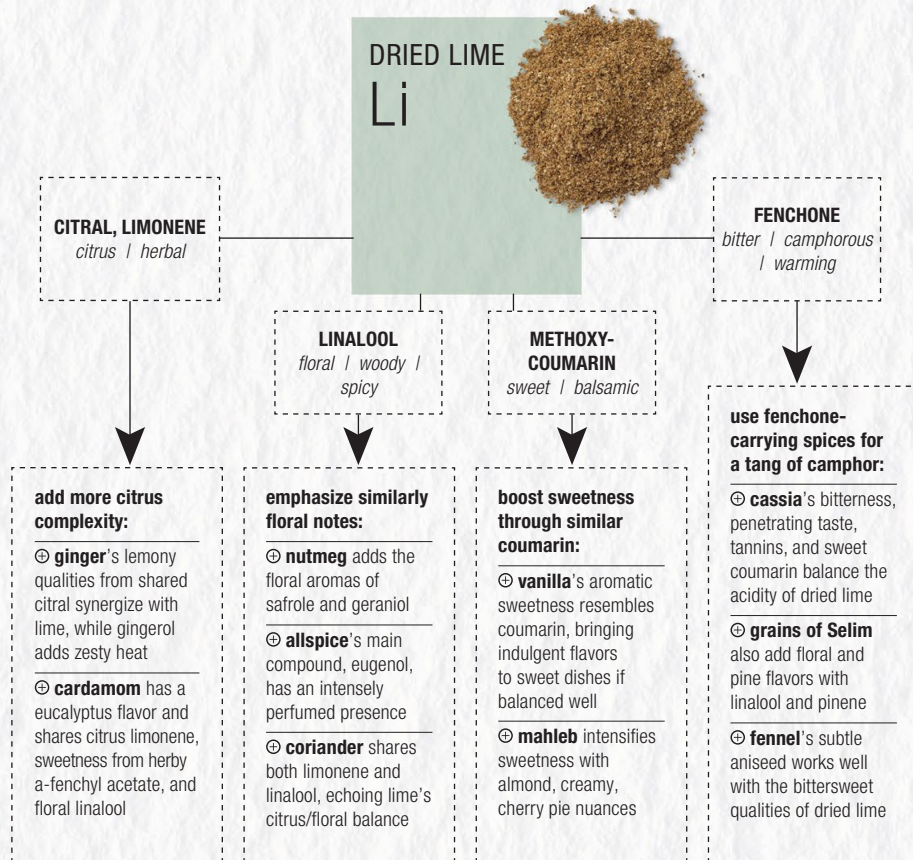 DRIED LIME
Li
CITRAL, LIMONENE
citrus | herbal
LINALOOL
floral | woody |
spicy
METHOXY-
COUMARIN
sweet | balsamic
FENCHONE
bitter | camphorous
| warming
add more citrus
complexity:
⊕ ginger's lemony
qualities from shared
citral synergize with
lime, while gingerol
adds zesty heat
⊕ cardamom has a
eucalyptus flavor and
shares citrus limonene,
sweetness from herby
a-fenchyl acetate, and
floral linalool
emphasize similarly
floral notes:
⊕ nutmeg adds the
floral aromas of
safrole and geraniol
⊕ allspice's main
compound, eugenol,
has an intensely
perfumed presence
⊕ coriander shares
both limonene and
linalool, echoing lime's
citrus/floral balance
boost sweetness
through similar
coumarin:
⊕ vanilla's aromatic
sweetness resembles
coumarin, bringing
indulgent flavors
to sweet dishes if
balanced well
⊕ mahleb intensifies
sweetness with
almond, creamy,
cherry pie nuances
use fenchone-
carrying spices for
a tang of camphor:
⊕ cassia's bitterness,
penetrating taste,
tannins, and sweet
coumarin balance the
acidity of dried lime
⊕ grains of Selim
also add floral and
pine flavors with
linalool and pinene
⊕ fennel's subtle
aniseed works well
with the bittersweet
qualities of dried lime